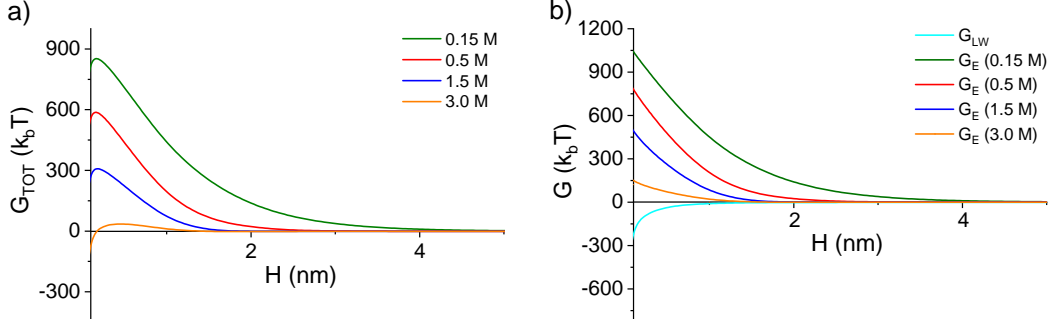 a)
900
600
300
0
-300
G_TOT (k_bT)
2
4
H (nm)
0.15 M
0.5 M
1.5 M
3.0 M
b)
1200
900
600
300
0
-300
-600
G (k_bT)
2
4
H (nm)
G_LW
G_E (0.15 M)
G_E (0.5 M)
G_E (1.5 M)
G_E (3.0 M)